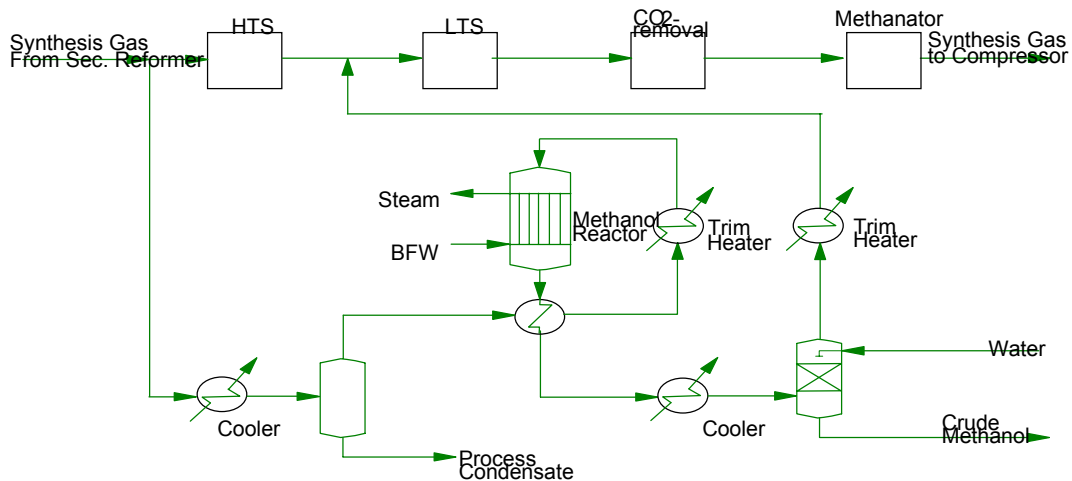 HTS
LTS
CO2-
removal
Methanator
Synthesis Gas
From Sec. Reformer
Synthesis Gas
to Compressor
Steam
Methanol
Reactor
Trim
Heater
Trim
Heater
BFW
Water
Cooler
Cooler
Crude
Methanol
Process
Condensate